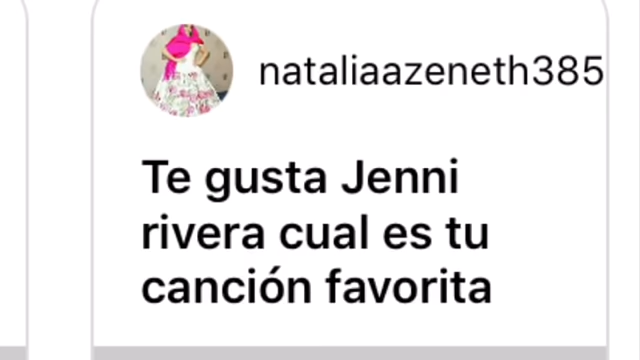 nataliaazeneth385
Te gusta Jenni
rivera cual es tu
canción favorita